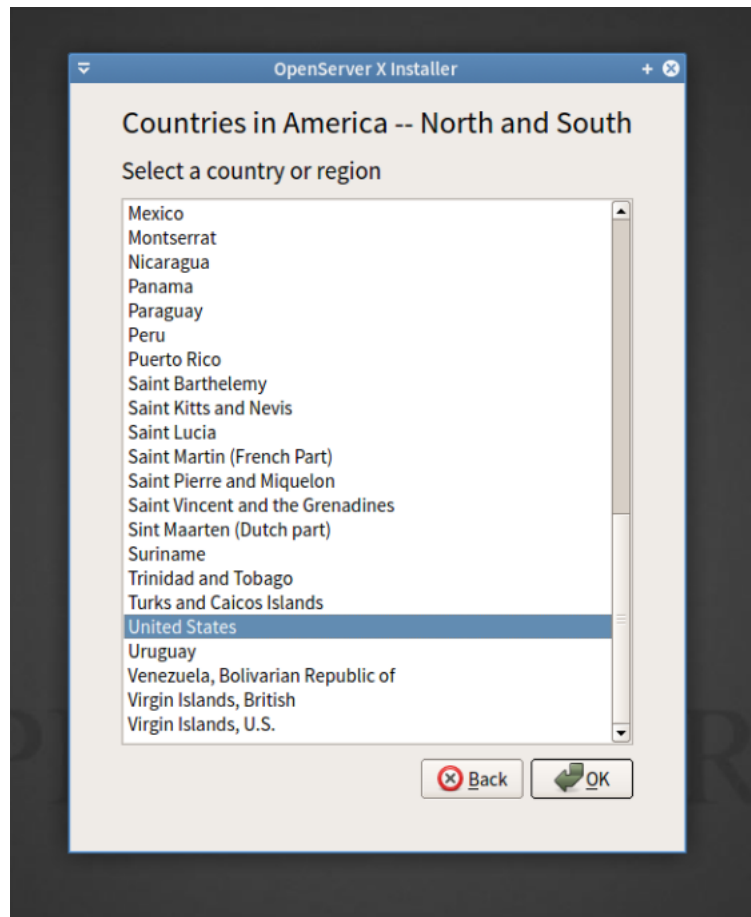 OpenServer X Installer
Countries in America -- North and South
Select a country or region
Mexico
Montserrat
Nicaragua
Panama
Paraguay
Peru
Puerto Rico
Saint Barthelemy
Saint Kitts and Nevis
Saint Lucia
Saint Martin (French Part)
Saint Pierre and Miquelon
Saint Vincent and the Grenadines
Sint Maarten (Dutch part)
Suriname
Trinidad and Tobago
Turks and Caicos Islands
United States
Uruguay
Venezuela, Bolivarian Republic of
Virgin Islands, British
Virgin Islands, U.S.
Back OK